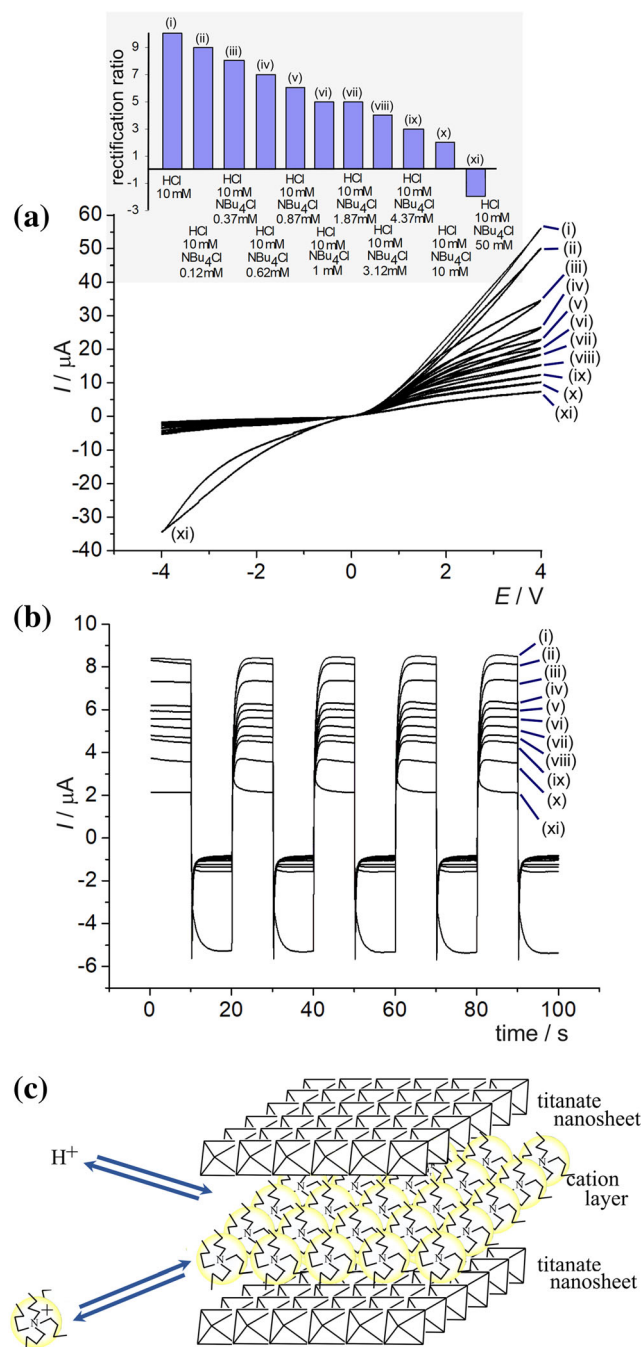 (i)
(ii)
(iii)
(iv)
(v)
(vi)
(vii)
(viii)
(ix)
(x)
(xi)
rectification ratio
9
7
5
3
1
-1
-3
HCl
10 mM
HCl
10 mM
NBu4Cl
0.12mM
HCl
10 mM
NBu4Cl
0.37mM
HCl
10 mM
NBu4Cl
0.62mM
HCl
10 mM
NBu4Cl
0.87mM
HCl
10 mM
NBu4Cl
1 mM
HCl
10 mM
NBu4Cl
1.87mM
HCl
10 mM
NBu4Cl
3.12mM
HCl
10 mM
NBu4Cl
4.37mM
HCl
10 mM
NBu4Cl
10 mM
HCl
10 mM
NBu4Cl
50 mM
(a)
60
50
40
30
20
10
0
-10
-20
-30
-40
I / µA
(i)
(ii)
(iii)
(iv)
(v)
(vi)
(vii)
(viii)
(ix)
(x)
(xi)
(xi)
-4
-2
0
2
4
E / V
(b)
10
8
6
4
2
0
-2
-4
-6
I / µA
(i)
(ii)
(iii)
(iv)
(v)
(vi)
(vii)
(viii)
(ix)
(x)
(xi)
0
20
40
60
80
100
time / s
(c)
titanate
nanosheet
H+
cation
layer
titanate
nanosheet
N
+